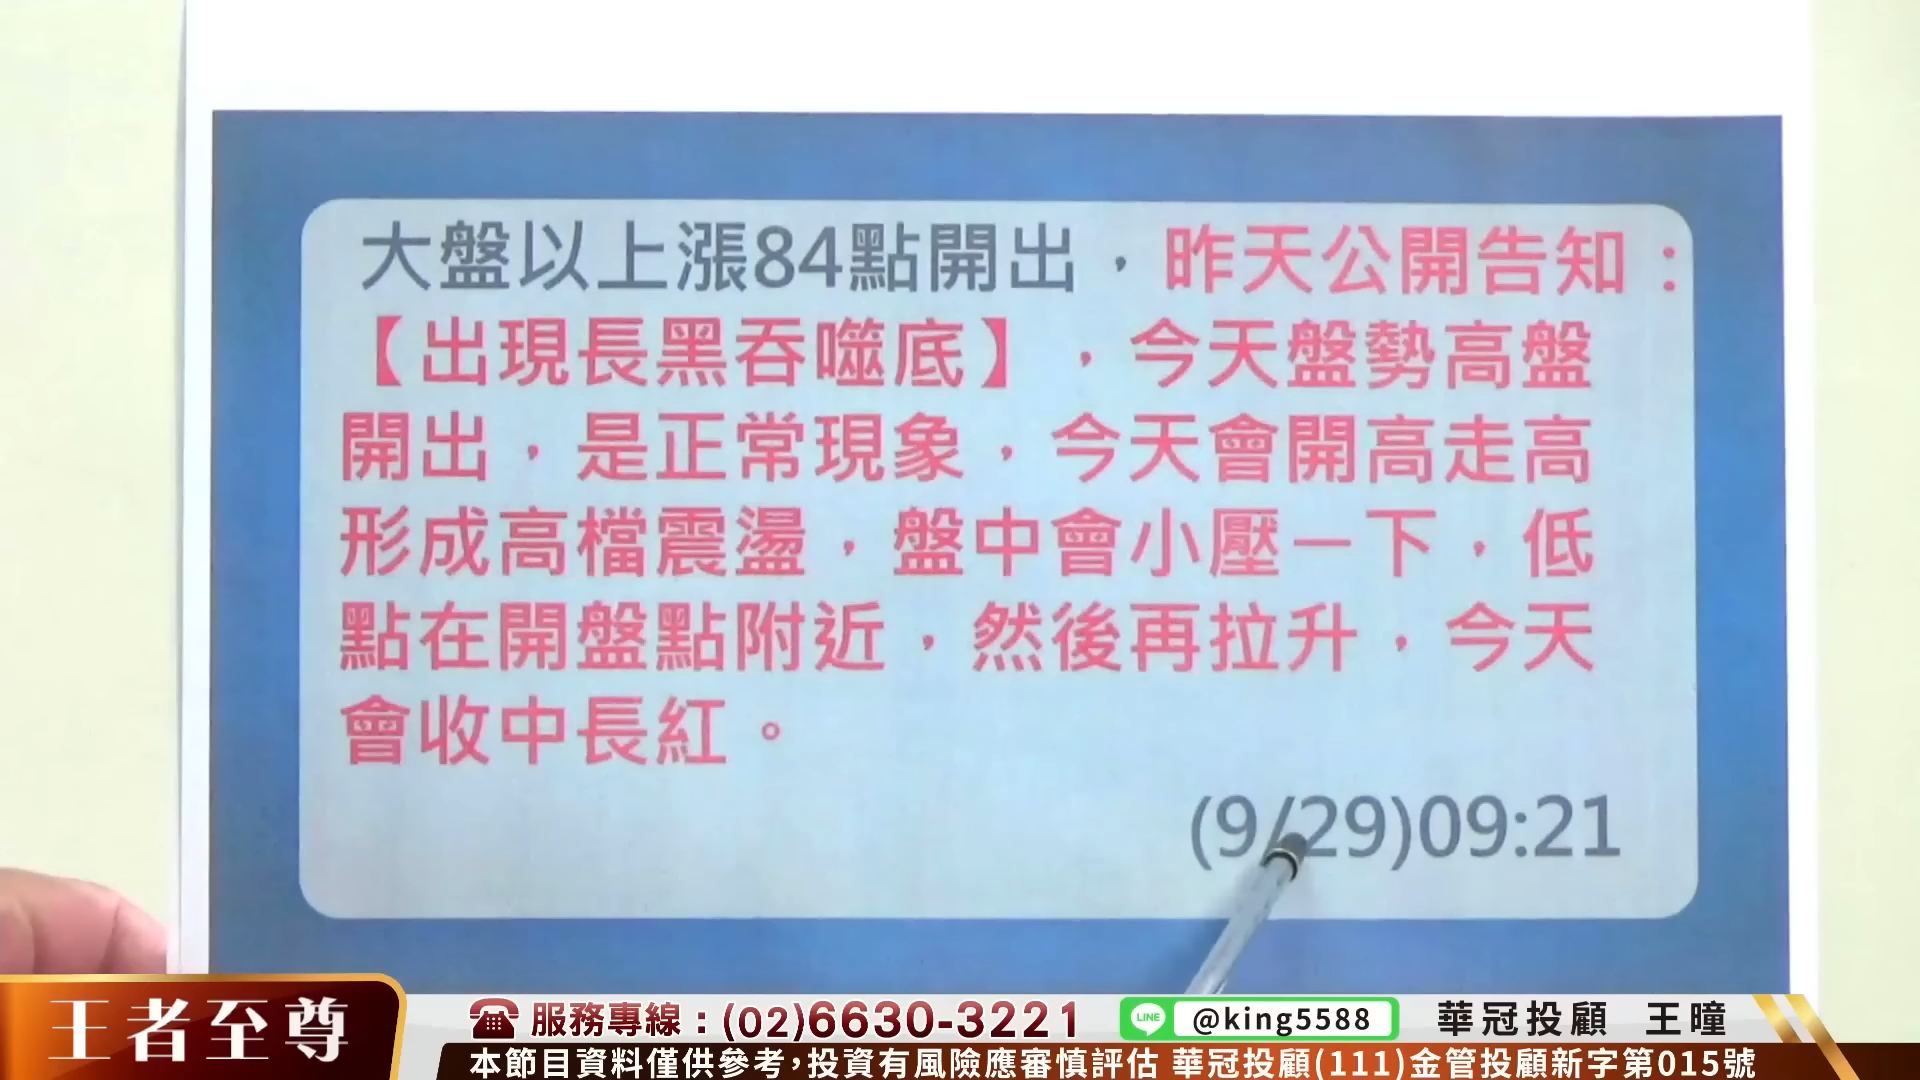 大盤以上漲84點開出，昨天公開告知：
【出現長黑吞噬底】，今天盤勢高盤
開出，是正常現象，今天會開高走高
形成高檔震盪，盤中會小壓一下，低
點在開盤點附近，然後再拉升，今天
會收中長紅。
(9/29)09:21
王者至尊
服務專線：(02)6630-3221 LINE @king5588 華冠投顧 王曈
本節目資料僅供參考，投資有風險應審慎評估 華冠投顧(111)金管投顧新字第015號